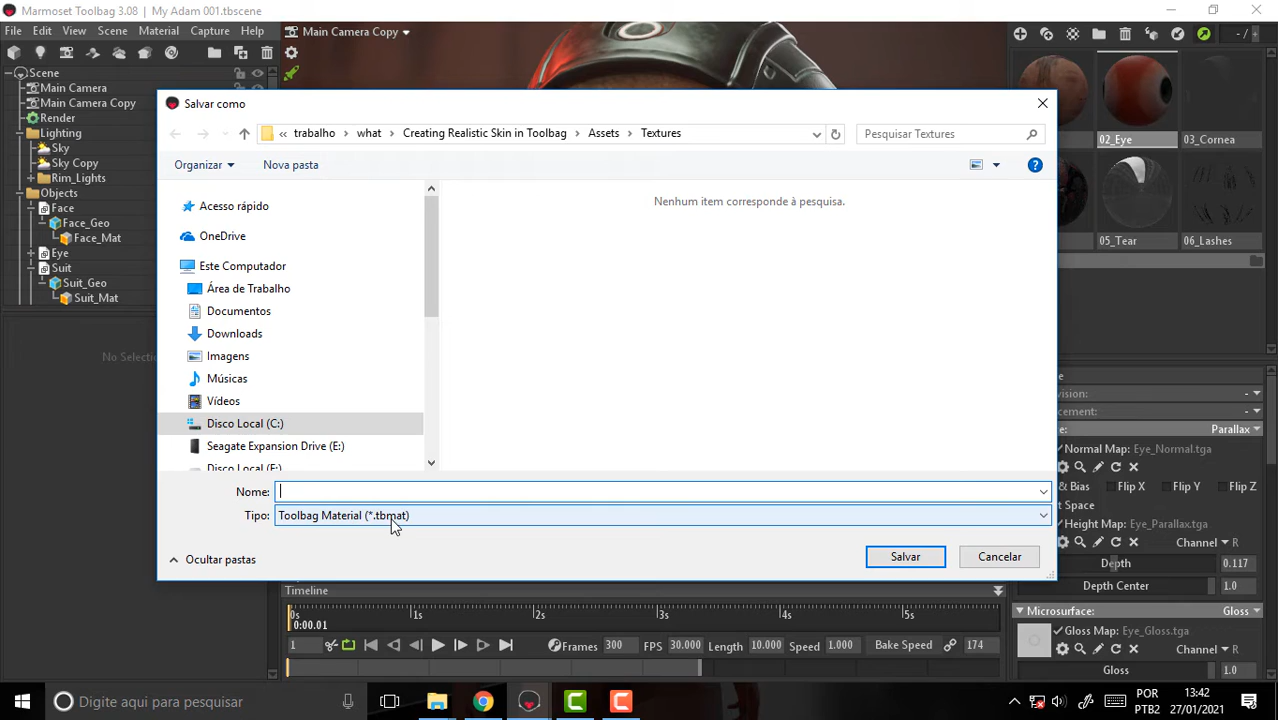 Marmoset Toolbag 3.08 - My Adam 001.tbscene
File Edit View Scene Material Capture Help
Main Camera Copy
- / -
Scene
Main Camera
Main Camera Copy
Render
Lighting
Sky
Sky Copy
Rim_Lights
Objects
Face
Face_Geo
Face_Mat
Eye
Suit
Suit_Geo
Suit_Mat
No Selectio
Salvar como
« trabalho > what > Creating Realistic Skin in Toolbag > Assets > Textures
Pesquisar Textures
Organizar
Nova pasta
Acesso rápido
OneDrive
Este Computador
Área de Trabalho
Documentos
Downloads
Imagens
Músicas
Vídeos
Disco Local (C:)
Seagate Expansion Drive (E:)
Disco Local (F:)
Nenhum item corresponde à pesquisa.
Nome:
Tipo: Toolbag Material (*.tbmat)
Ocultar pastas
Salvar
Cancelar
02_Eye
03_Cornea
05_Tear
06_Lashes
Parallax
Normal Map: Eye_Normal.tga
& Bias Flip X Flip Y Flip Z
t Space
Height Map: Eye_Parallax.tga
Channel R
Depth 0.117
Depth Center 1.0
Microsurface: Gloss
Gloss Map: Eye_Gloss.tga
Channel R
Gloss 1.0
Timeline
0s 1s 2s 3s 4s 5s
0:00.01
1 Frames 300 FPS 30.000 Length 10.000 Speed 1.000 Bake Speed 174
Digite aqui para pesquisar
POR
PTB2
13:42
27/01/2021